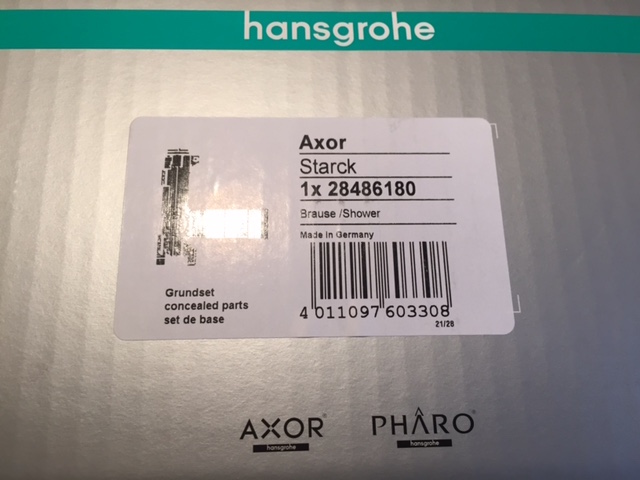 hansgrohe
Axor
Starck
1x 28486180
Brause /Shower
Made in Germany
Grundset
concealed parts
set de base
4 011097 603308
21/28
AXOR®
hansgrohe
PHÂRO®
hansgrohe